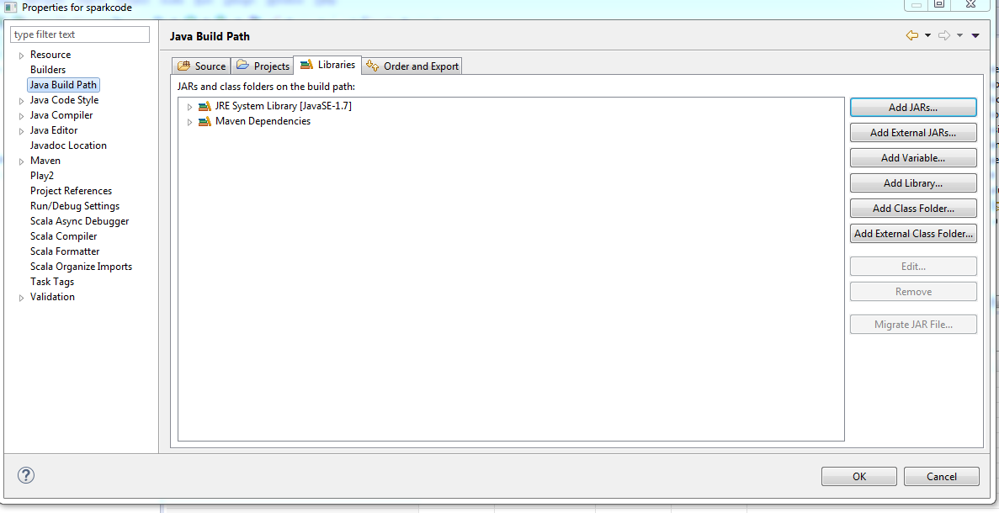 Properties for sparkcode
type filter text
Resource
Builders
Java Build Path
Java Code Style
Java Compiler
Java Editor
Javadoc Location
Maven
Play2
Project References
Run/Debug Settings
Scala Async Debugger
Scala Compiler
Scala Formatter
Scala Organize Imports
Task Tags
Validation
Java Build Path
Source Projects Libraries Order and Export
JARs and class folders on the build path:
JRE System Library [JavaSE-1.7]
Maven Dependencies
Add JARs...
Add External JARs...
Add Variable...
Add Library...
Add Class Folder...
Add External Class Folder...
Edit...
Remove
Migrate JAR File...
?
OK Cancel